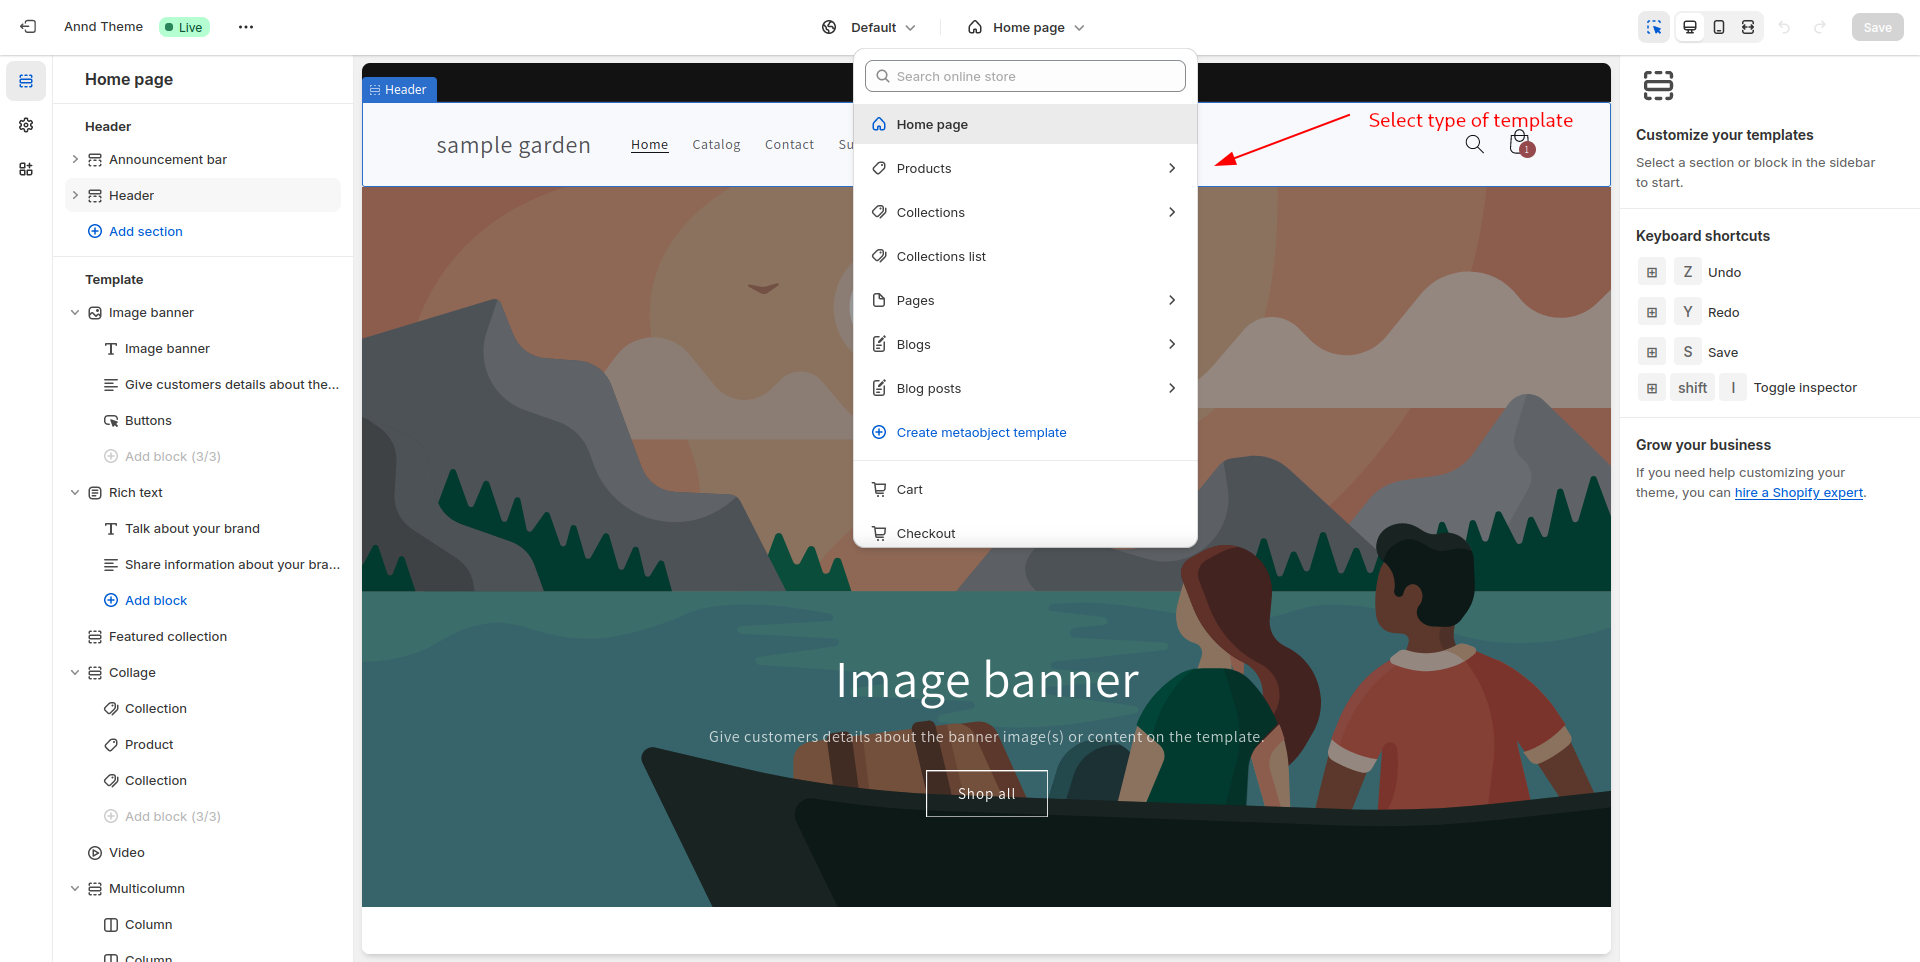 Annd Theme
Live
Default
Home page
Save
Home page
Header
Announcement bar
Header
Add section
Template
Image banner
Image banner
Give customers details about the...
Buttons
Add block (3/3)
Rich text
Talk about your brand
Share information about your bra...
Add block
Featured collection
Collage
Collection
Product
Collection
Add block (3/3)
Video
Multicolumn
Column
Column
Header
sample garden
Home
Catalog
Contact
Su
1
Search online store
Home page
Products
Collections
Collections list
Pages
Blogs
Blog posts
Create metaobject template
Cart
Checkout
Select type of template
Image banner
Give customers details about the banner image(s) or content on the template.
Shop all
Customize your templates
Select a section or block in the sidebar
to start.
Keyboard shortcuts
Z Undo
Y Redo
S Save
shift I Toggle inspector
Grow your business
If you need help customizing your
theme, you can hire a Shopify expert.